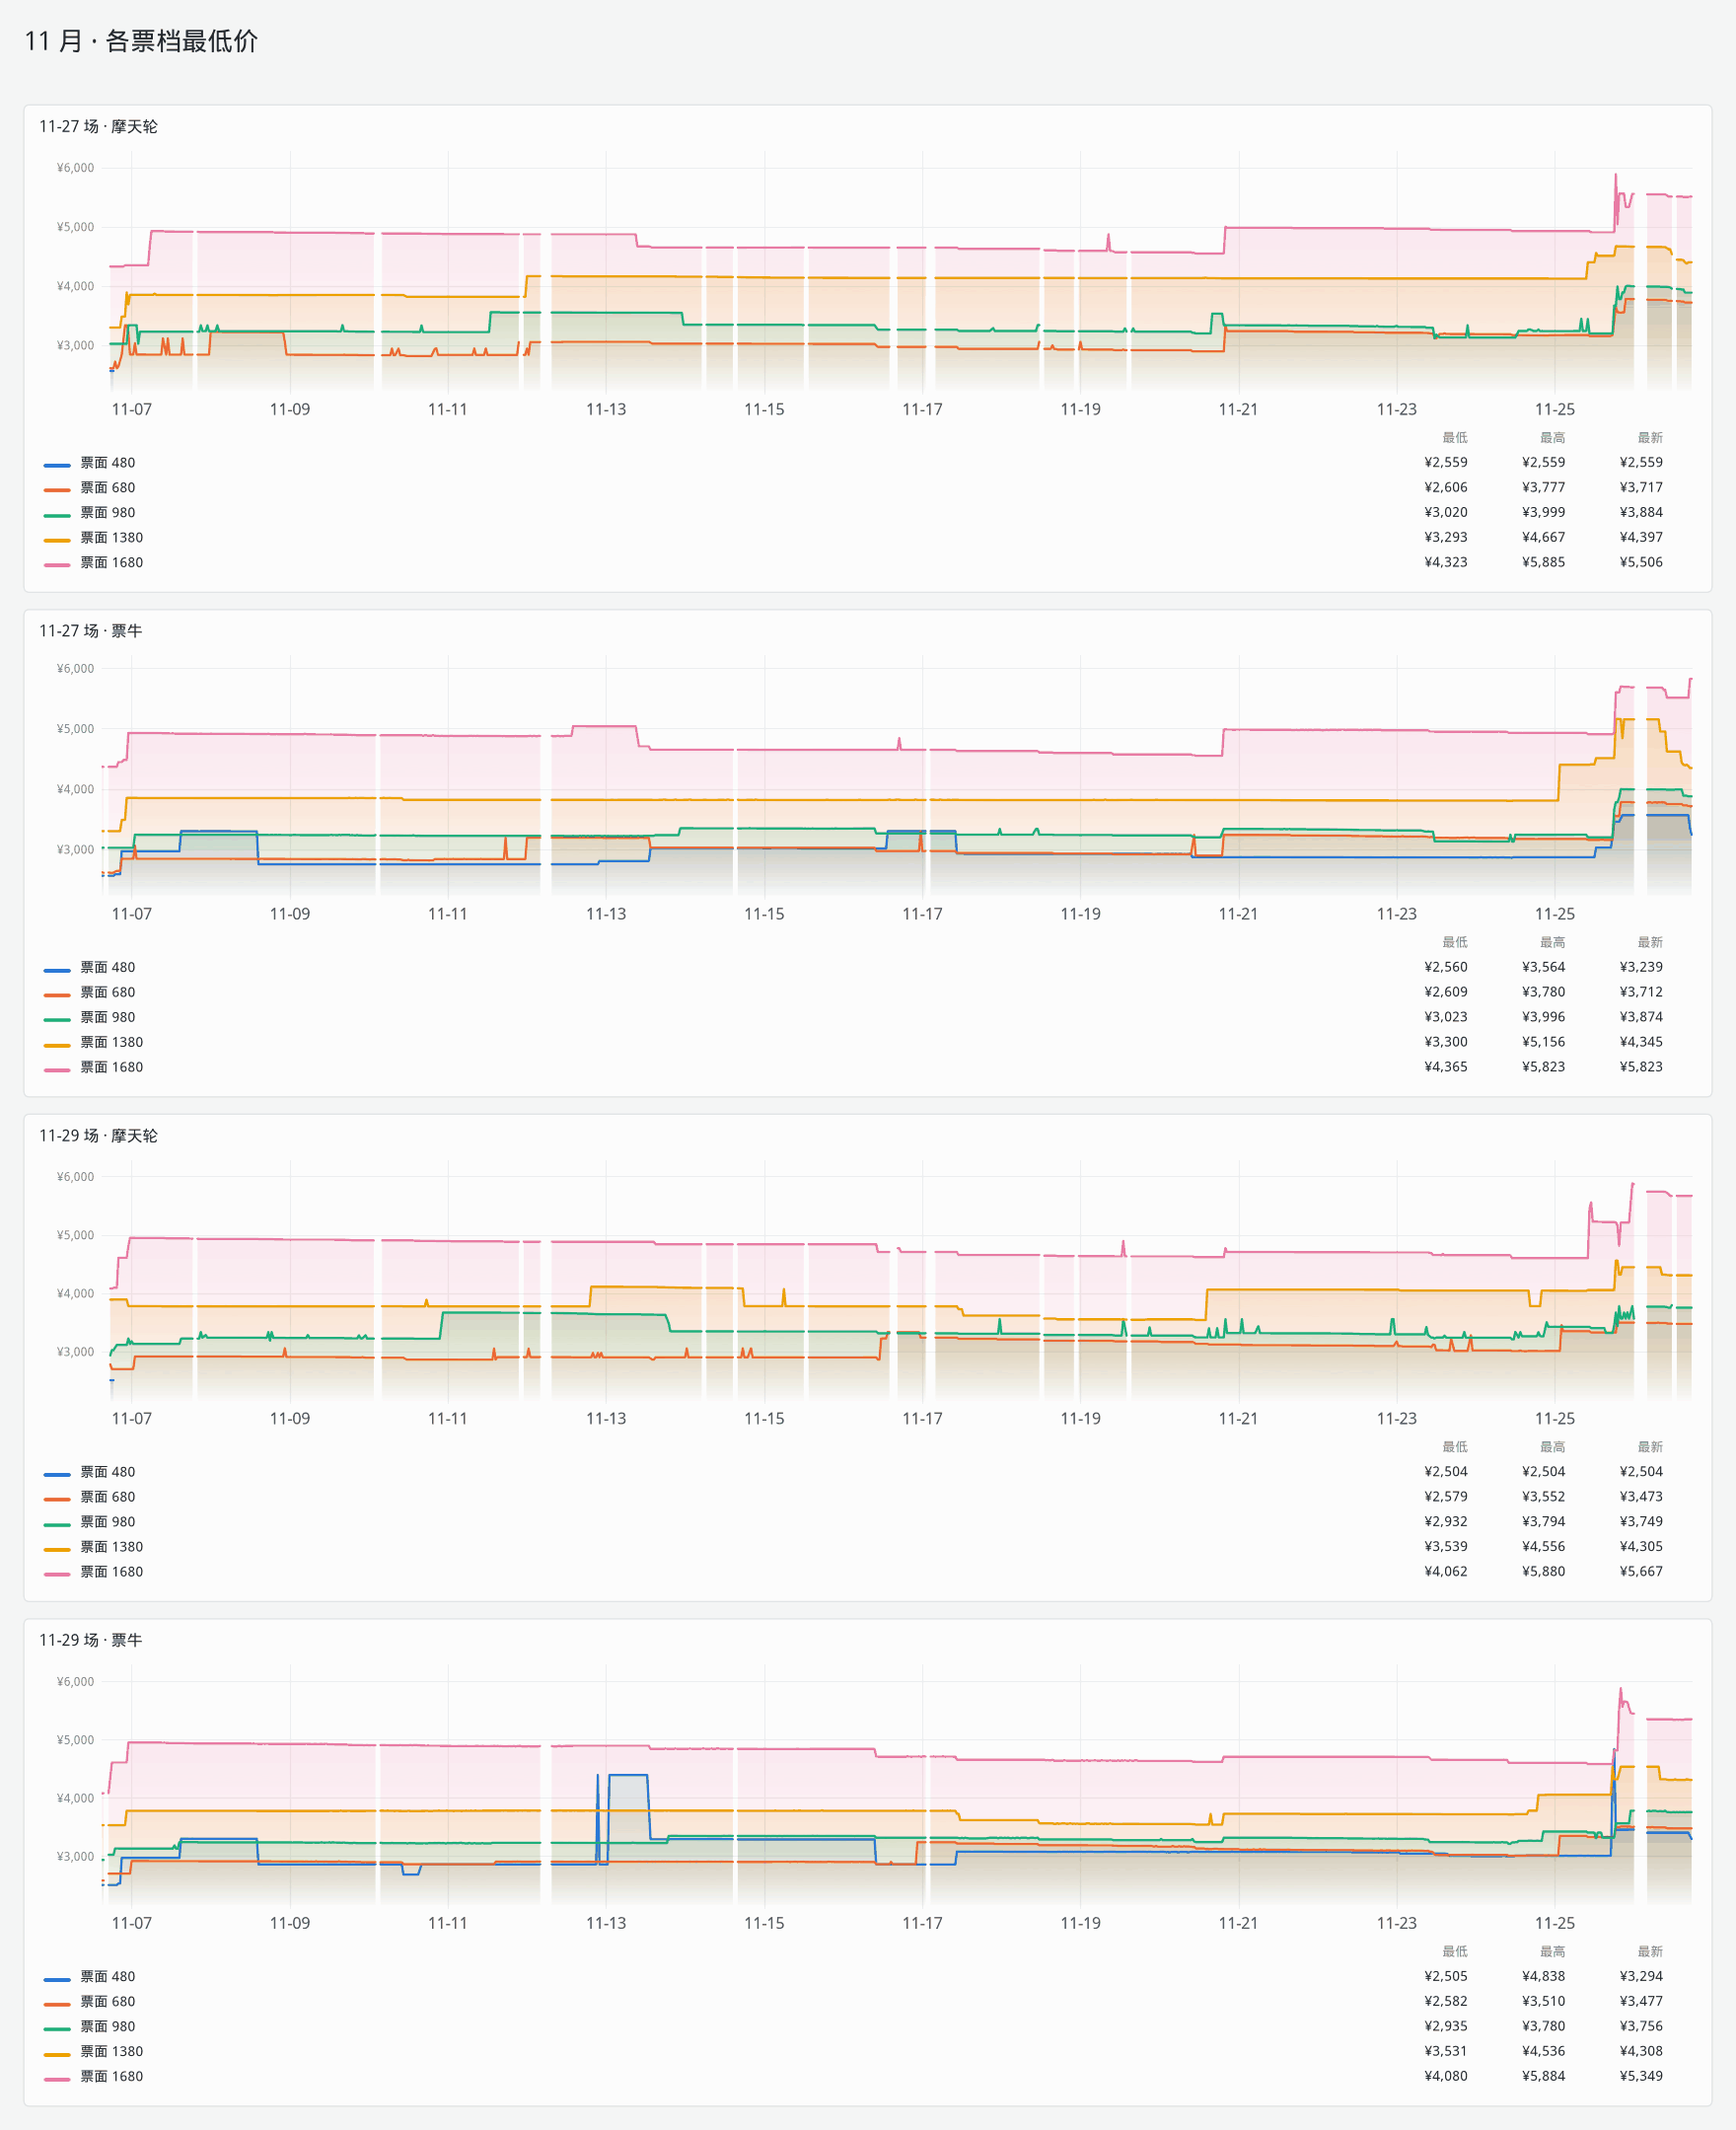 11 月 · 各票档最低价
11-27 场 · 摩天轮
¥6,000
¥5,000
¥4,000
¥3,000
11-07 11-09 11-11 11-13 11-15 11-17 11-19 11-21 11-23 11-25
最低 最高 最新
票面 480 ¥2,559 ¥2,559 ¥2,559
票面 680 ¥2,606 ¥3,777 ¥3,717
票面 980 ¥3,020 ¥3,999 ¥3,884
票面 1380 ¥3,293 ¥4,667 ¥4,397
票面 1680 ¥4,323 ¥5,885 ¥5,506
11-27 场 · 票牛
¥6,000
¥5,000
¥4,000
¥3,000
11-07 11-09 11-11 11-13 11-15 11-17 11-19 11-21 11-23 11-25
最低 最高 最新
票面 480 ¥2,560 ¥3,564 ¥3,239
票面 680 ¥2,609 ¥3,780 ¥3,712
票面 980 ¥3,023 ¥3,996 ¥3,874
票面 1380 ¥3,300 ¥5,156 ¥4,345
票面 1680 ¥4,365 ¥5,823 ¥5,823
11-29 场 · 摩天轮
¥6,000
¥5,000
¥4,000
¥3,000
11-07 11-09 11-11 11-13 11-15 11-17 11-19 11-21 11-23 11-25
最低 最高 最新
票面 480 ¥2,504 ¥2,504 ¥2,504
票面 680 ¥2,579 ¥3,552 ¥3,473
票面 980 ¥2,932 ¥3,794 ¥3,749
票面 1380 ¥3,539 ¥4,556 ¥4,305
票面 1680 ¥4,062 ¥5,880 ¥5,667
11-29 场 · 票牛
¥6,000
¥5,000
¥4,000
¥3,000
11-07 11-09 11-11 11-13 11-15 11-17 11-19 11-21 11-23 11-25
最低 最高 最新
票面 480 ¥2,505 ¥4,838 ¥3,294
票面 680 ¥2,582 ¥3,510 ¥3,477
票面 980 ¥2,935 ¥3,780 ¥3,756
票面 1380 ¥3,531 ¥4,536 ¥4,308
票面 1680 ¥4,080 ¥5,884 ¥5,349